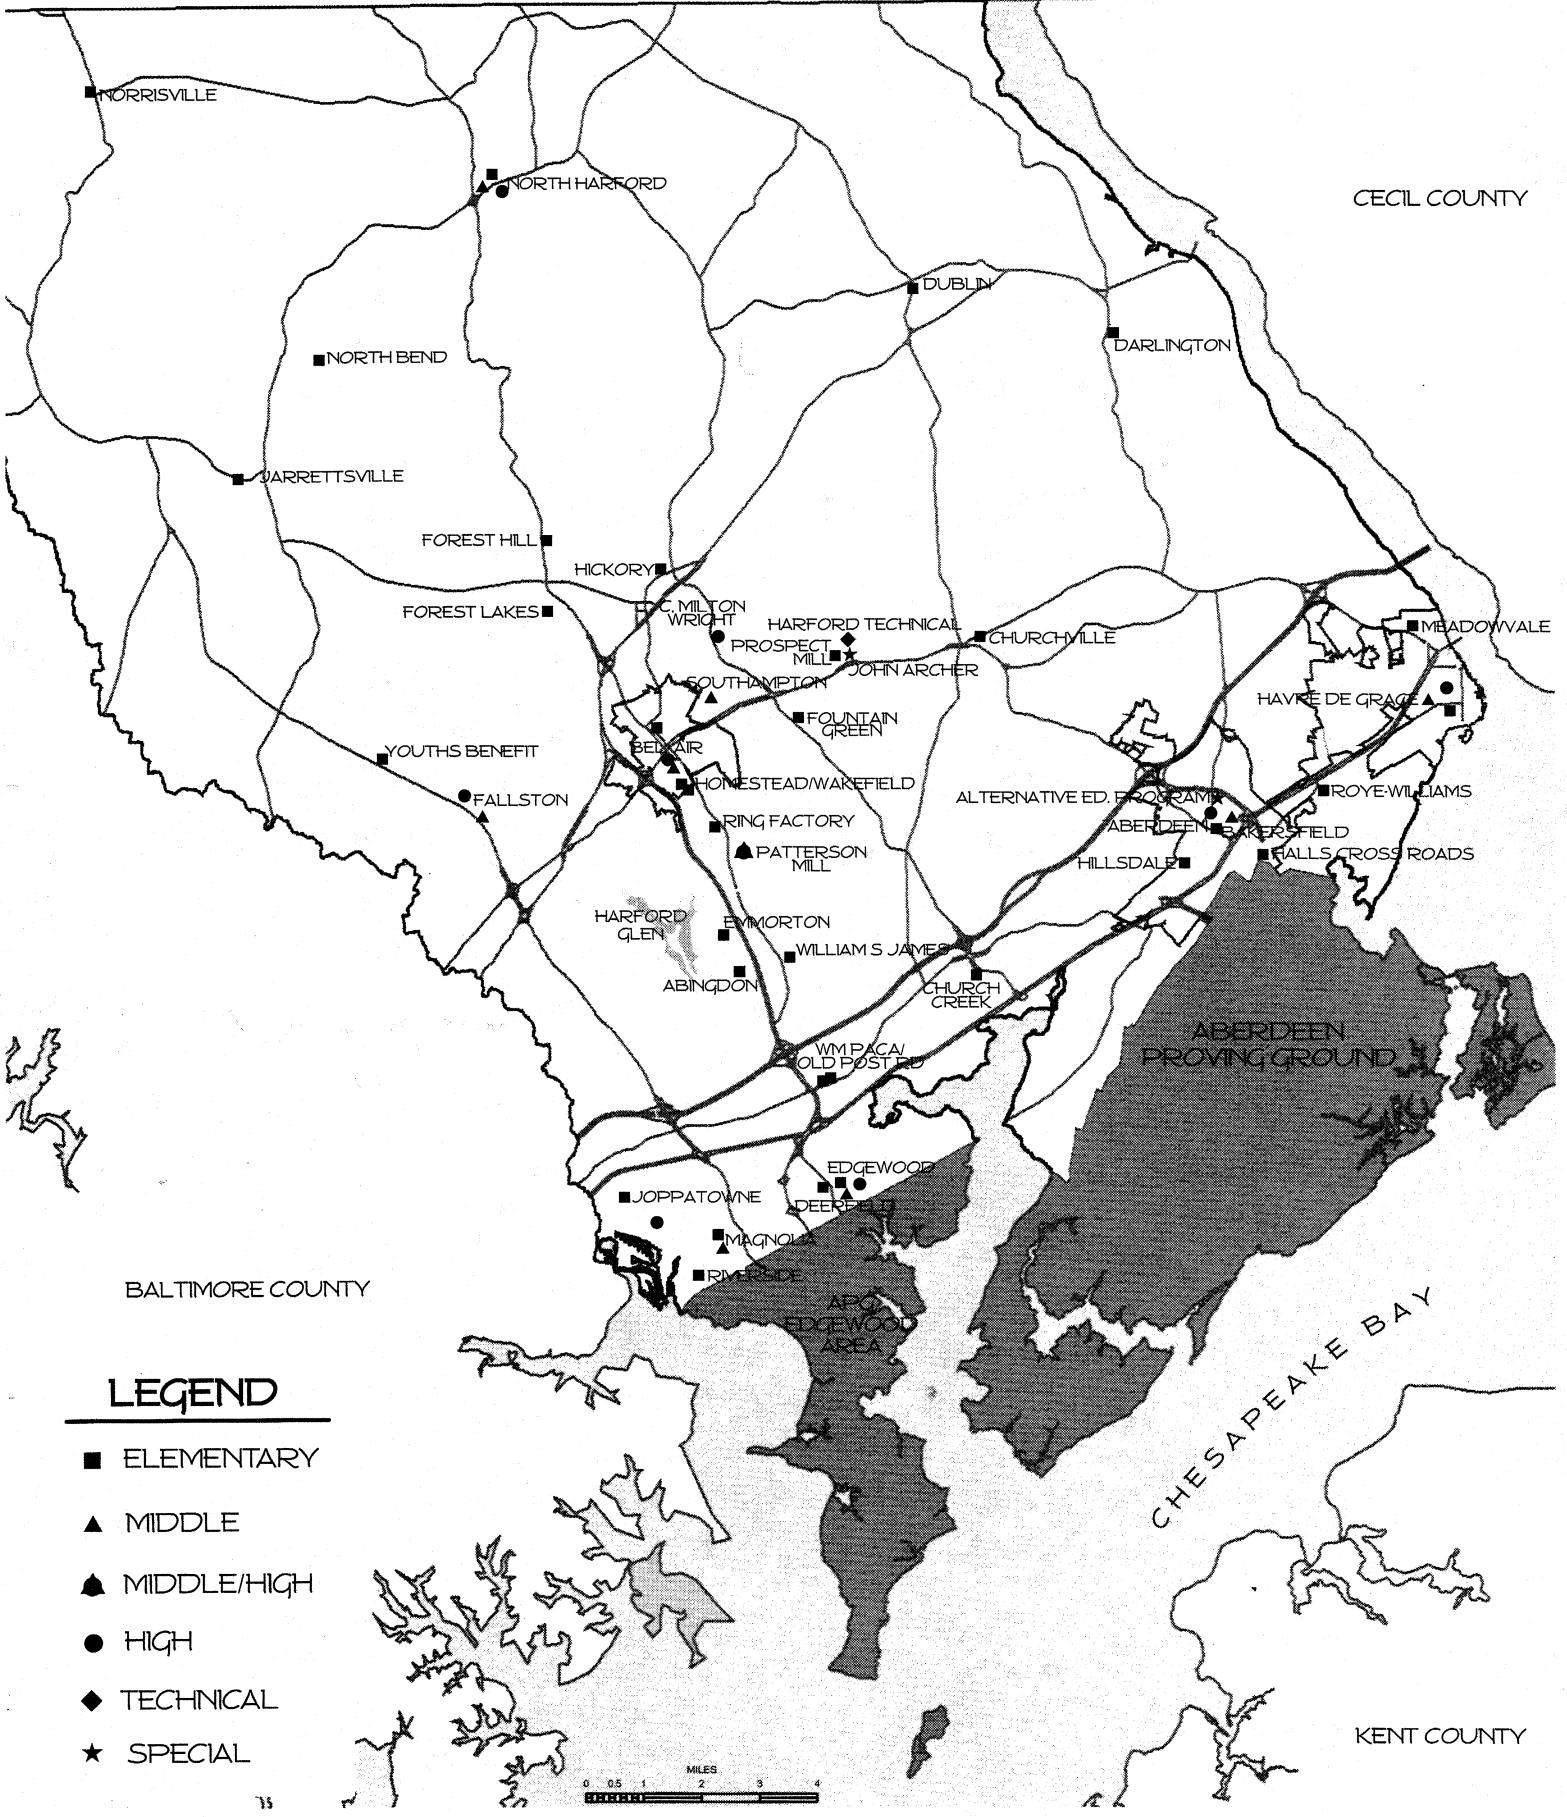 NORRISVILLE
NORTH HARFORD
CECIL COUNTY
DUBLIN
DARLINGTON
NORTH BEND
JARRETTSVILLE
FOREST HILL
HICKORY
FOREST LAKES
C. MILTON
WRIGHT
HARFORD TECHNICAL
PROSPECT
MILL
CHURCHVILLE
MEADOWVALE
JOHN ARCHER
SOUTHAMPTON
HAVRE DE GRACE
FOUNTAIN
GREEN
BEL AIR
YOUTHS BENEFIT
HOMESTEAD/WAKEFIELD
FALLSTON
ALTERNATIVE ED. PROGRAM
ROYE-WILLIAMS
RING FACTORY
ABERDEEN
BAKERSFIELD
PATTERSON
MILL
HILLSDALE
HALLS CROSS ROADS
HARFORD
GLEN
EMMORTON
WILLIAM S JAMES
ABINGDON
CHURCH
CREEK
ABERDEEN
PROVING GROUND
WM PACA/
OLD POST RD
EDGEWOOD
JOPPATOWNE
DEERFIELD
MAGNOLIA
RIVERSIDE
BALTIMORE COUNTY
APG
EDGEWOOD
AREA
CHESAPEAKE BAY
LEGEND
ELEMENTARY
MIDDLE
MIDDLE/HIGH
HIGH
TECHNICAL
SPECIAL
KENT COUNTY
MILES
0 0.5 1 2 3 4